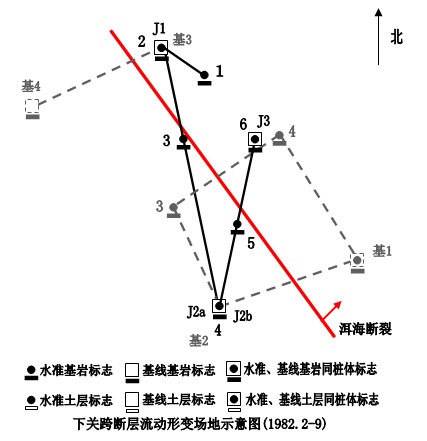 J1
2
基3
1
北
基4
6
J3
4
3
3
5
基1
J2a
J2b
4
基2
洱海断裂
水准基岩标志
基线基岩标志
水准、基线基岩同桩体标志
水准土层标志
基线土层标志
水准、基线土层同桩体标志
下关跨断层流动形变场地示意图(1982.2-9)